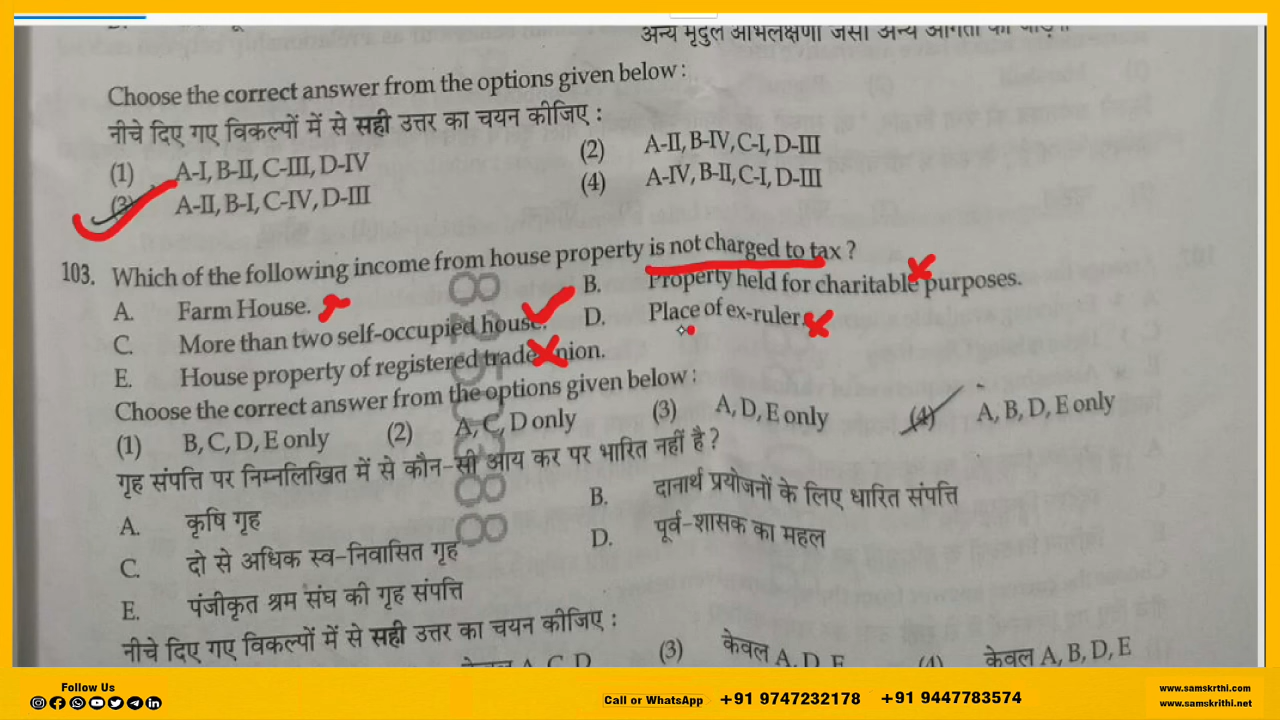 अन्य मृदुल अभिलक्षणों जैसी अन्य
Choose the correct answer from the options given below :
नीचे दिए गए विकल्पों में से सही उत्तर का चयन कीजिए :
(1) A-I, B-II, C-III, D-IV (2) A-II, B-IV, C-I, D-III
(3) A-II, B-I, C-IV, D-III (4) A-IV, B-II, C-I, D-III
103. Which of the following income from house property is not charged to tax ?
A. Farm House. B. Property held for charitable purposes.
C. More than two self-occupied house. D. Place of ex-ruler.
E. House property of registered trade union.
Choose the correct answer from the options given below :
(1) B, C, D, E only (2) A, C, D only (3) A, D, E only (4) A, B, D, E only
गृह संपत्ति पर निम्नलिखित में से कौन-सी आय कर पर भारित नहीं है ?
A. कृषि गृह B. दानार्थ प्रयोजनों के लिए धारित संपत्ति
C. दो से अधिक स्व-निवासित गृह D. पूर्व-शासक का महल
E. पंजीकृत श्रम संघ की गृह संपत्ति
नीचे दिए गए विकल्पों में से सही उत्तर का चयन कीजिए :
केवल A, C, D (3) केवल A, D, E (4) केवल A, B, D, E
82410388
Follow Us
Call or WhatsApp +91 9747232178 +91 9447783574
www.samskrthi.com
www.samskrthi.net